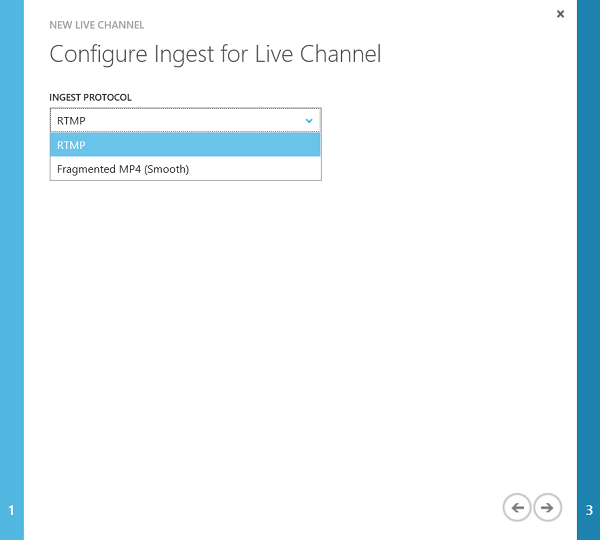 NEW LIVE CHANNEL
Configure Ingest for Live Channel
INGEST PROTOCOL
RTMP
RTMP
Fragmented MP4 (Smooth)
1
3